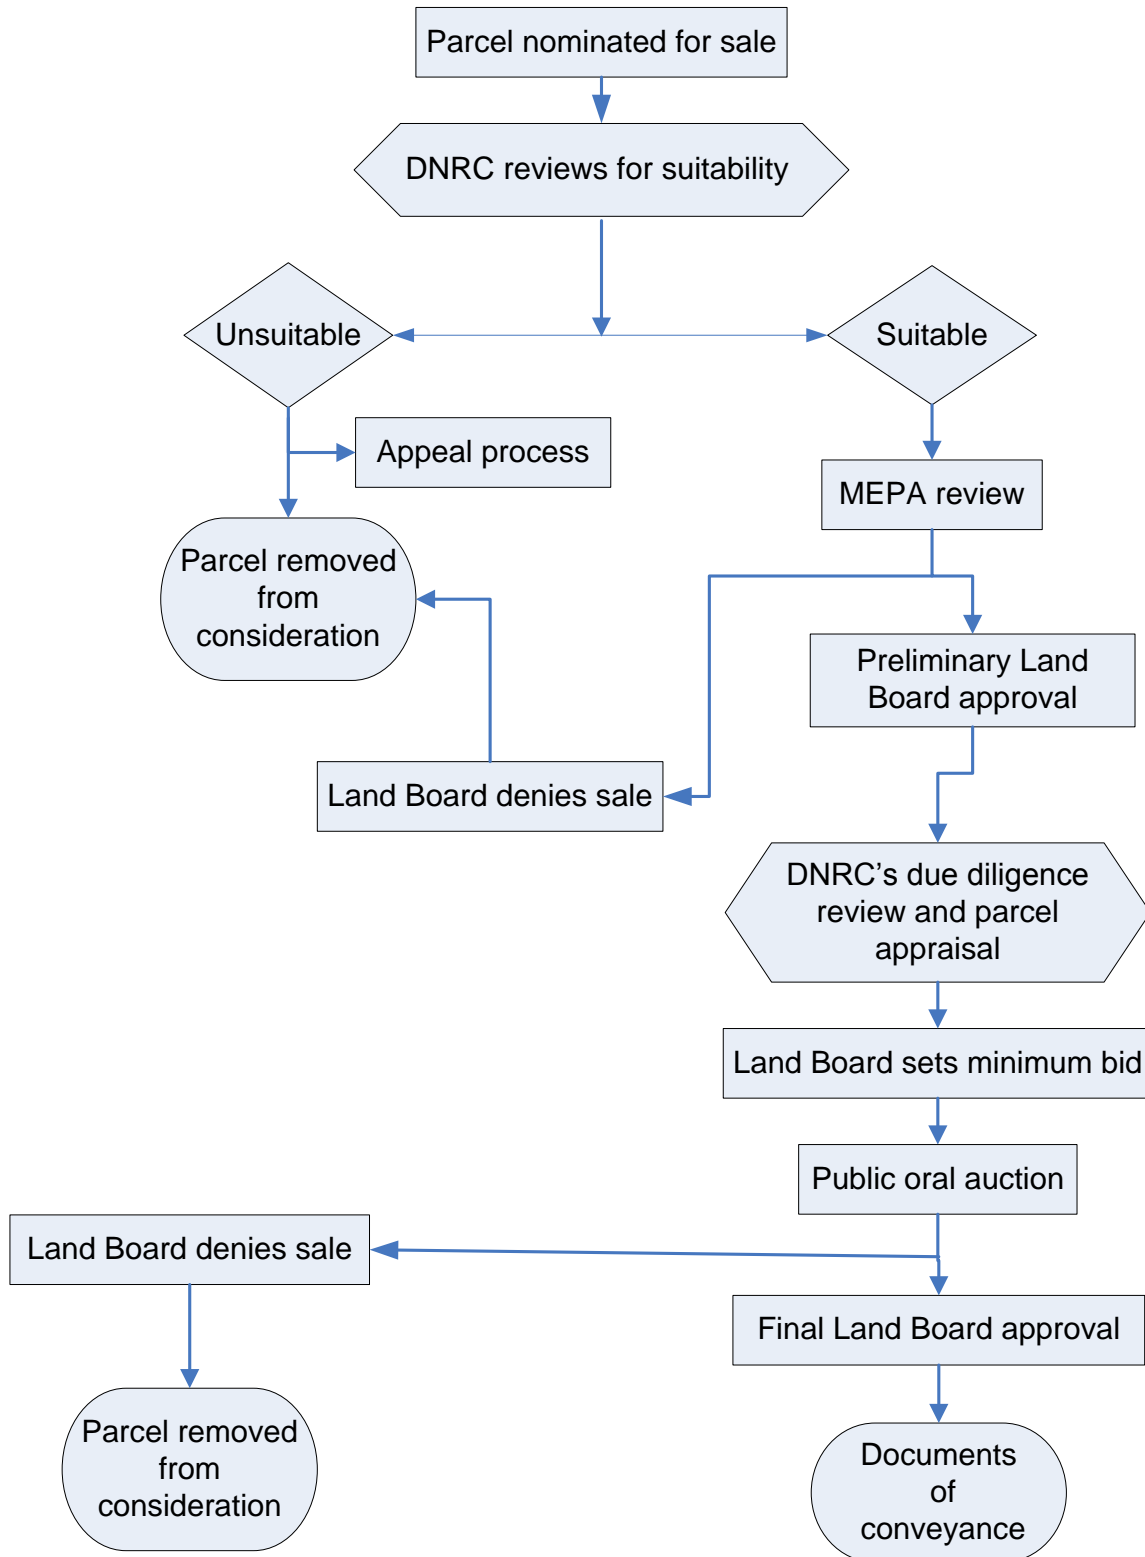 Parcel nominated for sale
DNRC reviews for suitability
Unsuitable
Suitable
Appeal process
MEPA review
Parcel removed
from
consideration
Preliminary Land
Board approval
Land Board denies sale
DNRC’s due diligence
review and parcel
appraisal
Land Board sets minimum bid
Public oral auction
Land Board denies sale
Final Land Board approval
Parcel removed
from
consideration
Documents
of
conveyance